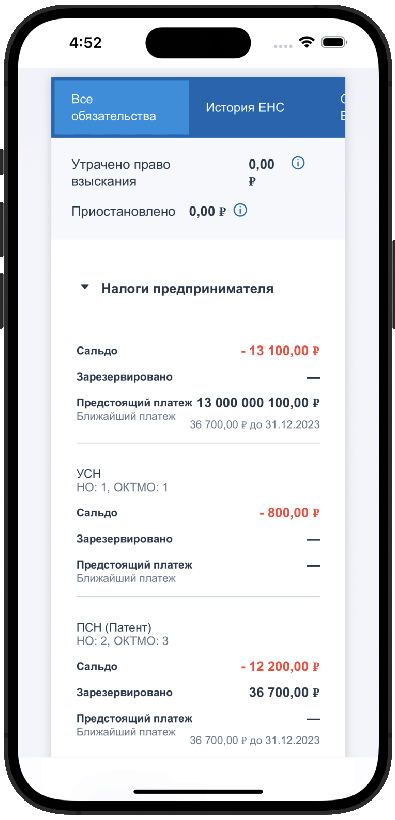 4:52
Все
обязательства
История ЕНС
Утрачено право
взыскания
0,00
₽
Приостановлено 0,00 ₽
Налоги предпринимателя
Сальдо - 13 100,00 ₽
Зарезервировано —
Предстоящий платеж 13 000 000 100,00 ₽
Ближайший платеж
36 700,00 ₽ до 31.12.2023
УСН
НО: 1, ОКТМО: 1
Сальдо - 800,00 ₽
Зарезервировано —
Предстоящий платеж —
Ближайший платеж
ПСН (Патент)
НО: 2, ОКТМО: 3
Сальдо - 12 200,00 ₽
Зарезервировано 36 700,00 ₽
Предстоящий платеж —
Ближайший платеж
36 700,00 ₽ до 31.12.2023